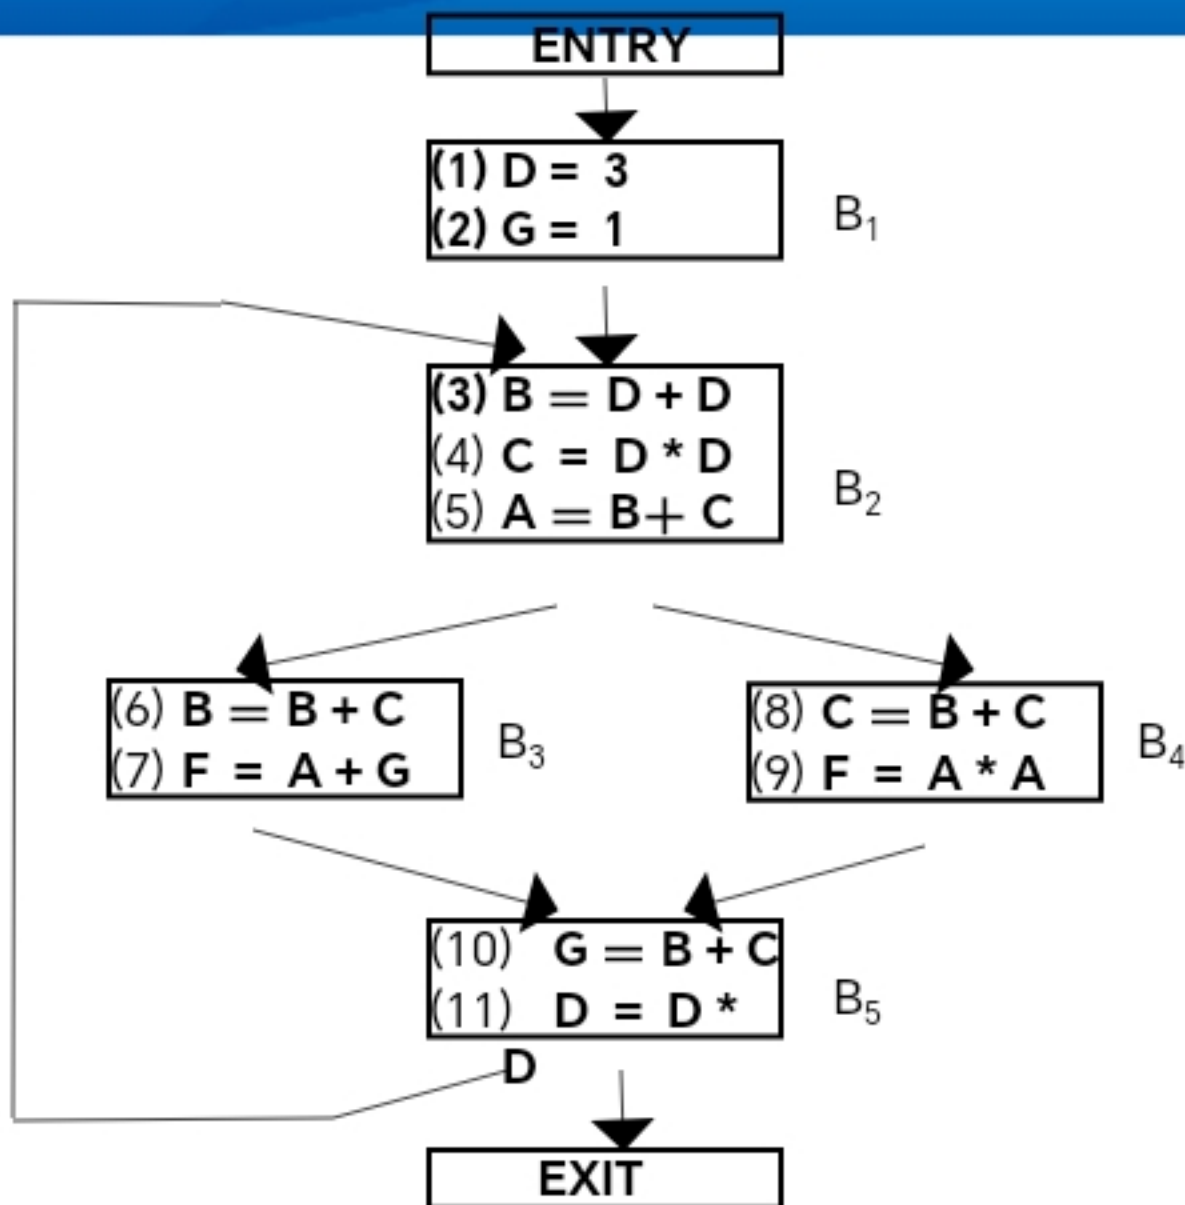 ENTRY
(1) D = 3
(2) G = 1
B₁
(3) B = D + D
(4) C = D * D
(5) A = B+ C
B₂
(6) B = B + C
(7) F = A + G
B₃
(8) C = B + C
(9) F = A * A
B₄
(10) G = B + C
(11) D = D *
D
B₅
EXIT